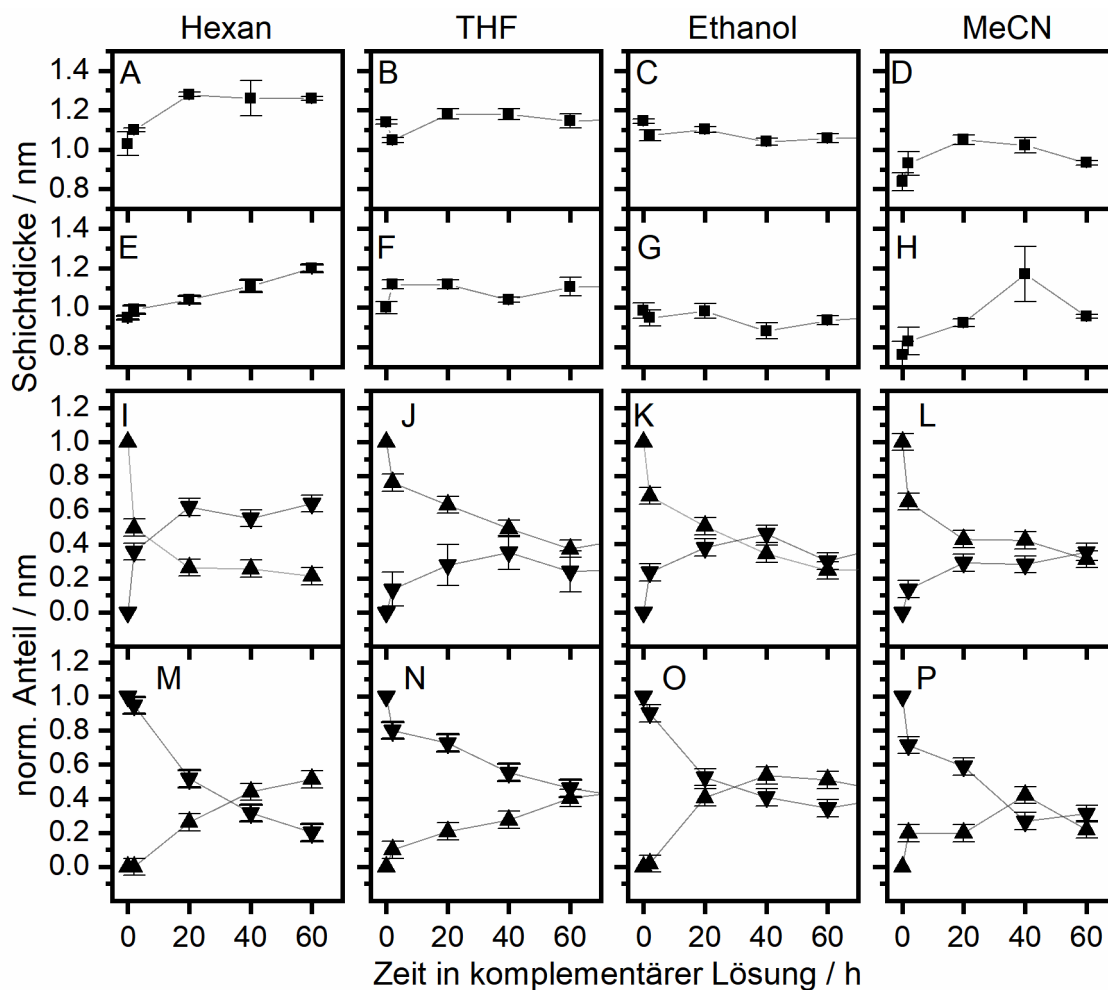 Hexan THF Ethanol MeCN
A B C D
1.4
1.2
1.0
0.8
E F G H
1.4
1.2
1.0
0.8
Schichtdicke / nm
I J K L
1.2
1.0
0.8
0.6
0.4
0.2
0.0
M N O P
1.2
1.0
0.8
0.6
0.4
0.2
0.0
norm. Anteil / nm
0 20 40 60 0 20 40 60 0 20 40 60 0 20 40 60
Zeit in komplementärer Lösung / h